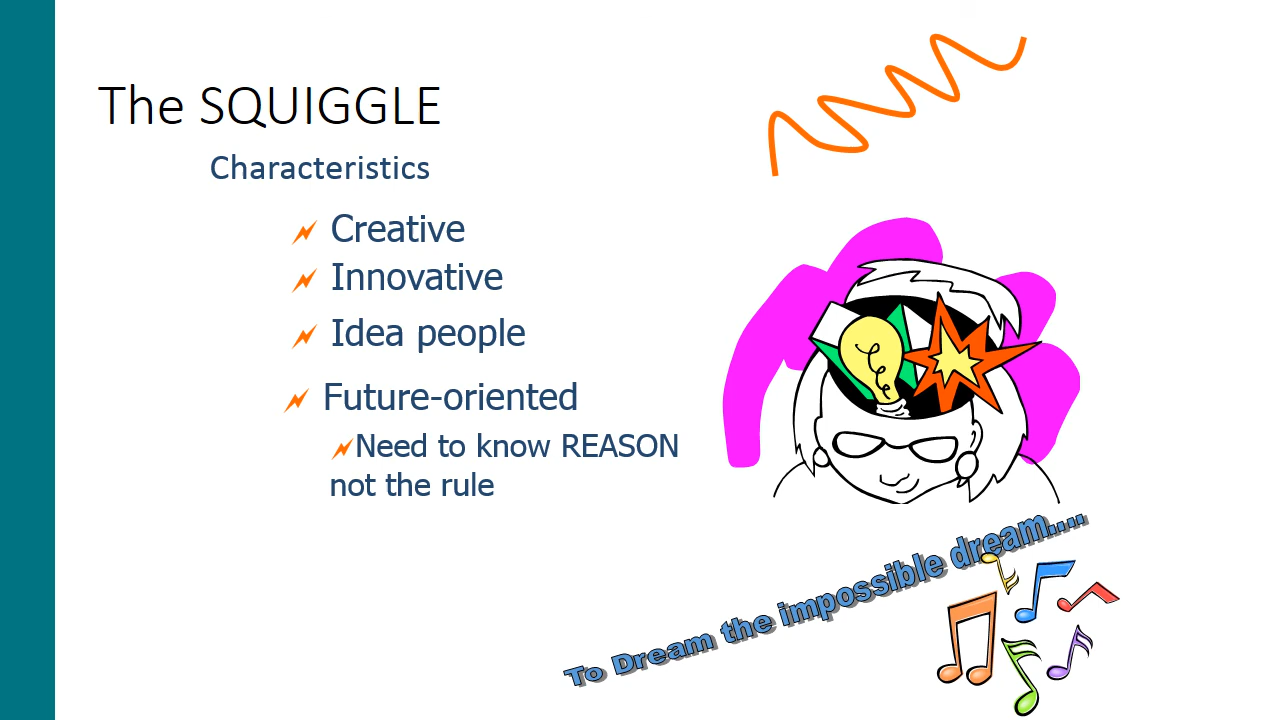 The SQUIGGLE
Characteristics
Creative
Innovative
Idea people
Future-oriented
Need to know REASON
not the rule
To Dream the impossible dream....